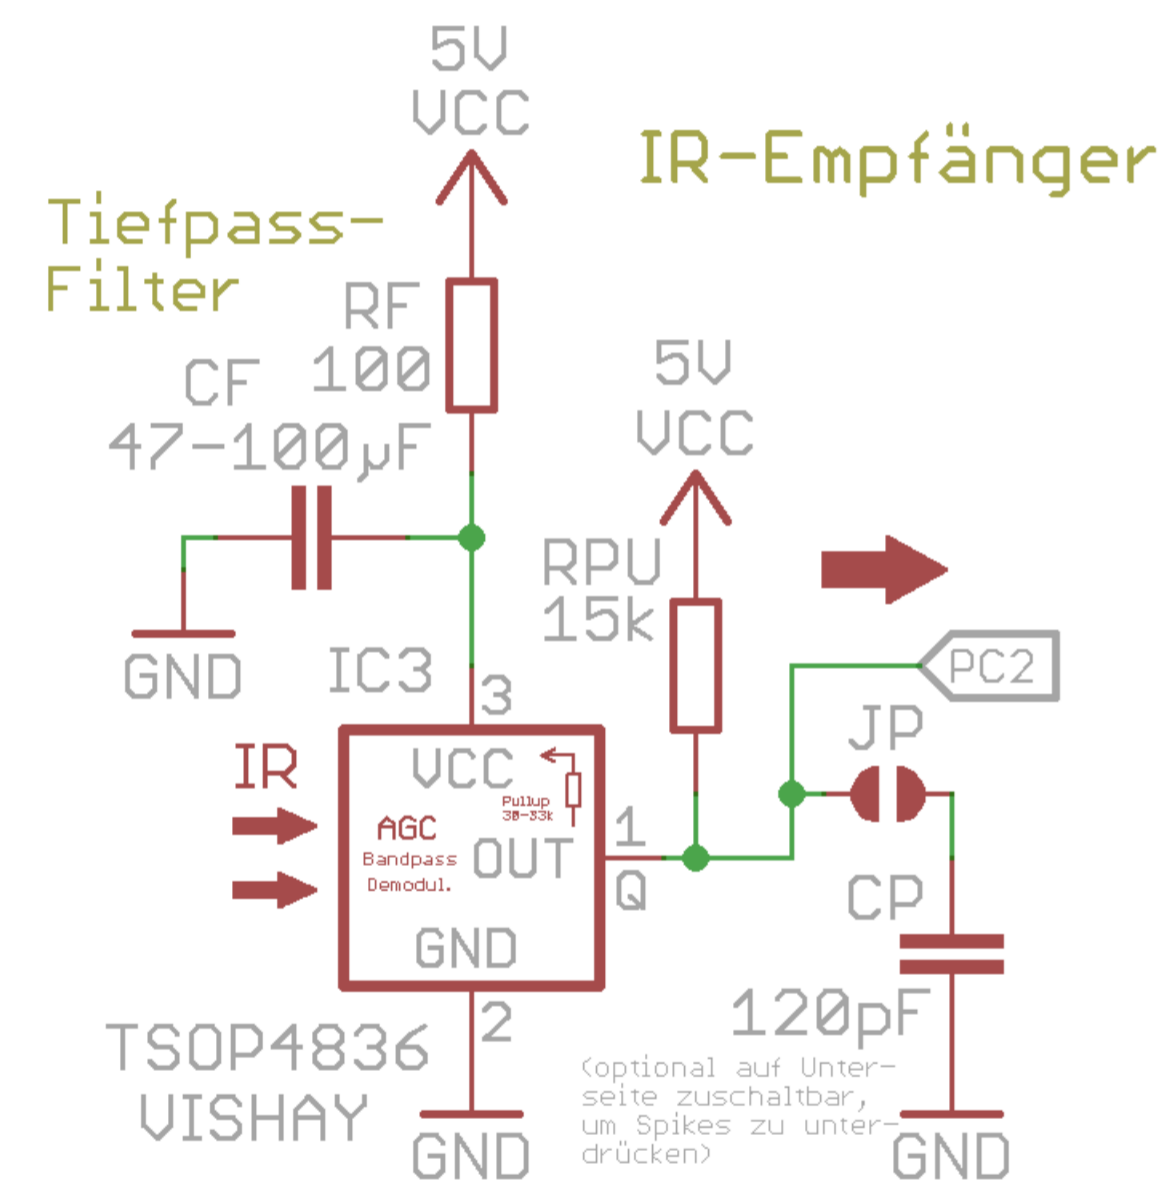 5V
VCC
IR-Empfänger
Tiefpass-
Filter
RF
100
CF
47-100µF
5V
VCC
RPU
15k
GND
IC3
3
PC2
JP
IR
VCC
Pullup
30-33k
AGC
Bandpass
Demodul.
OUT
1
Q
GND
CP
120pF
2
TSOP4836
VISHAY
GND
(optional auf Unter-
seite zuschaltbar,
um Spikes zu unter-
drücken)
GND